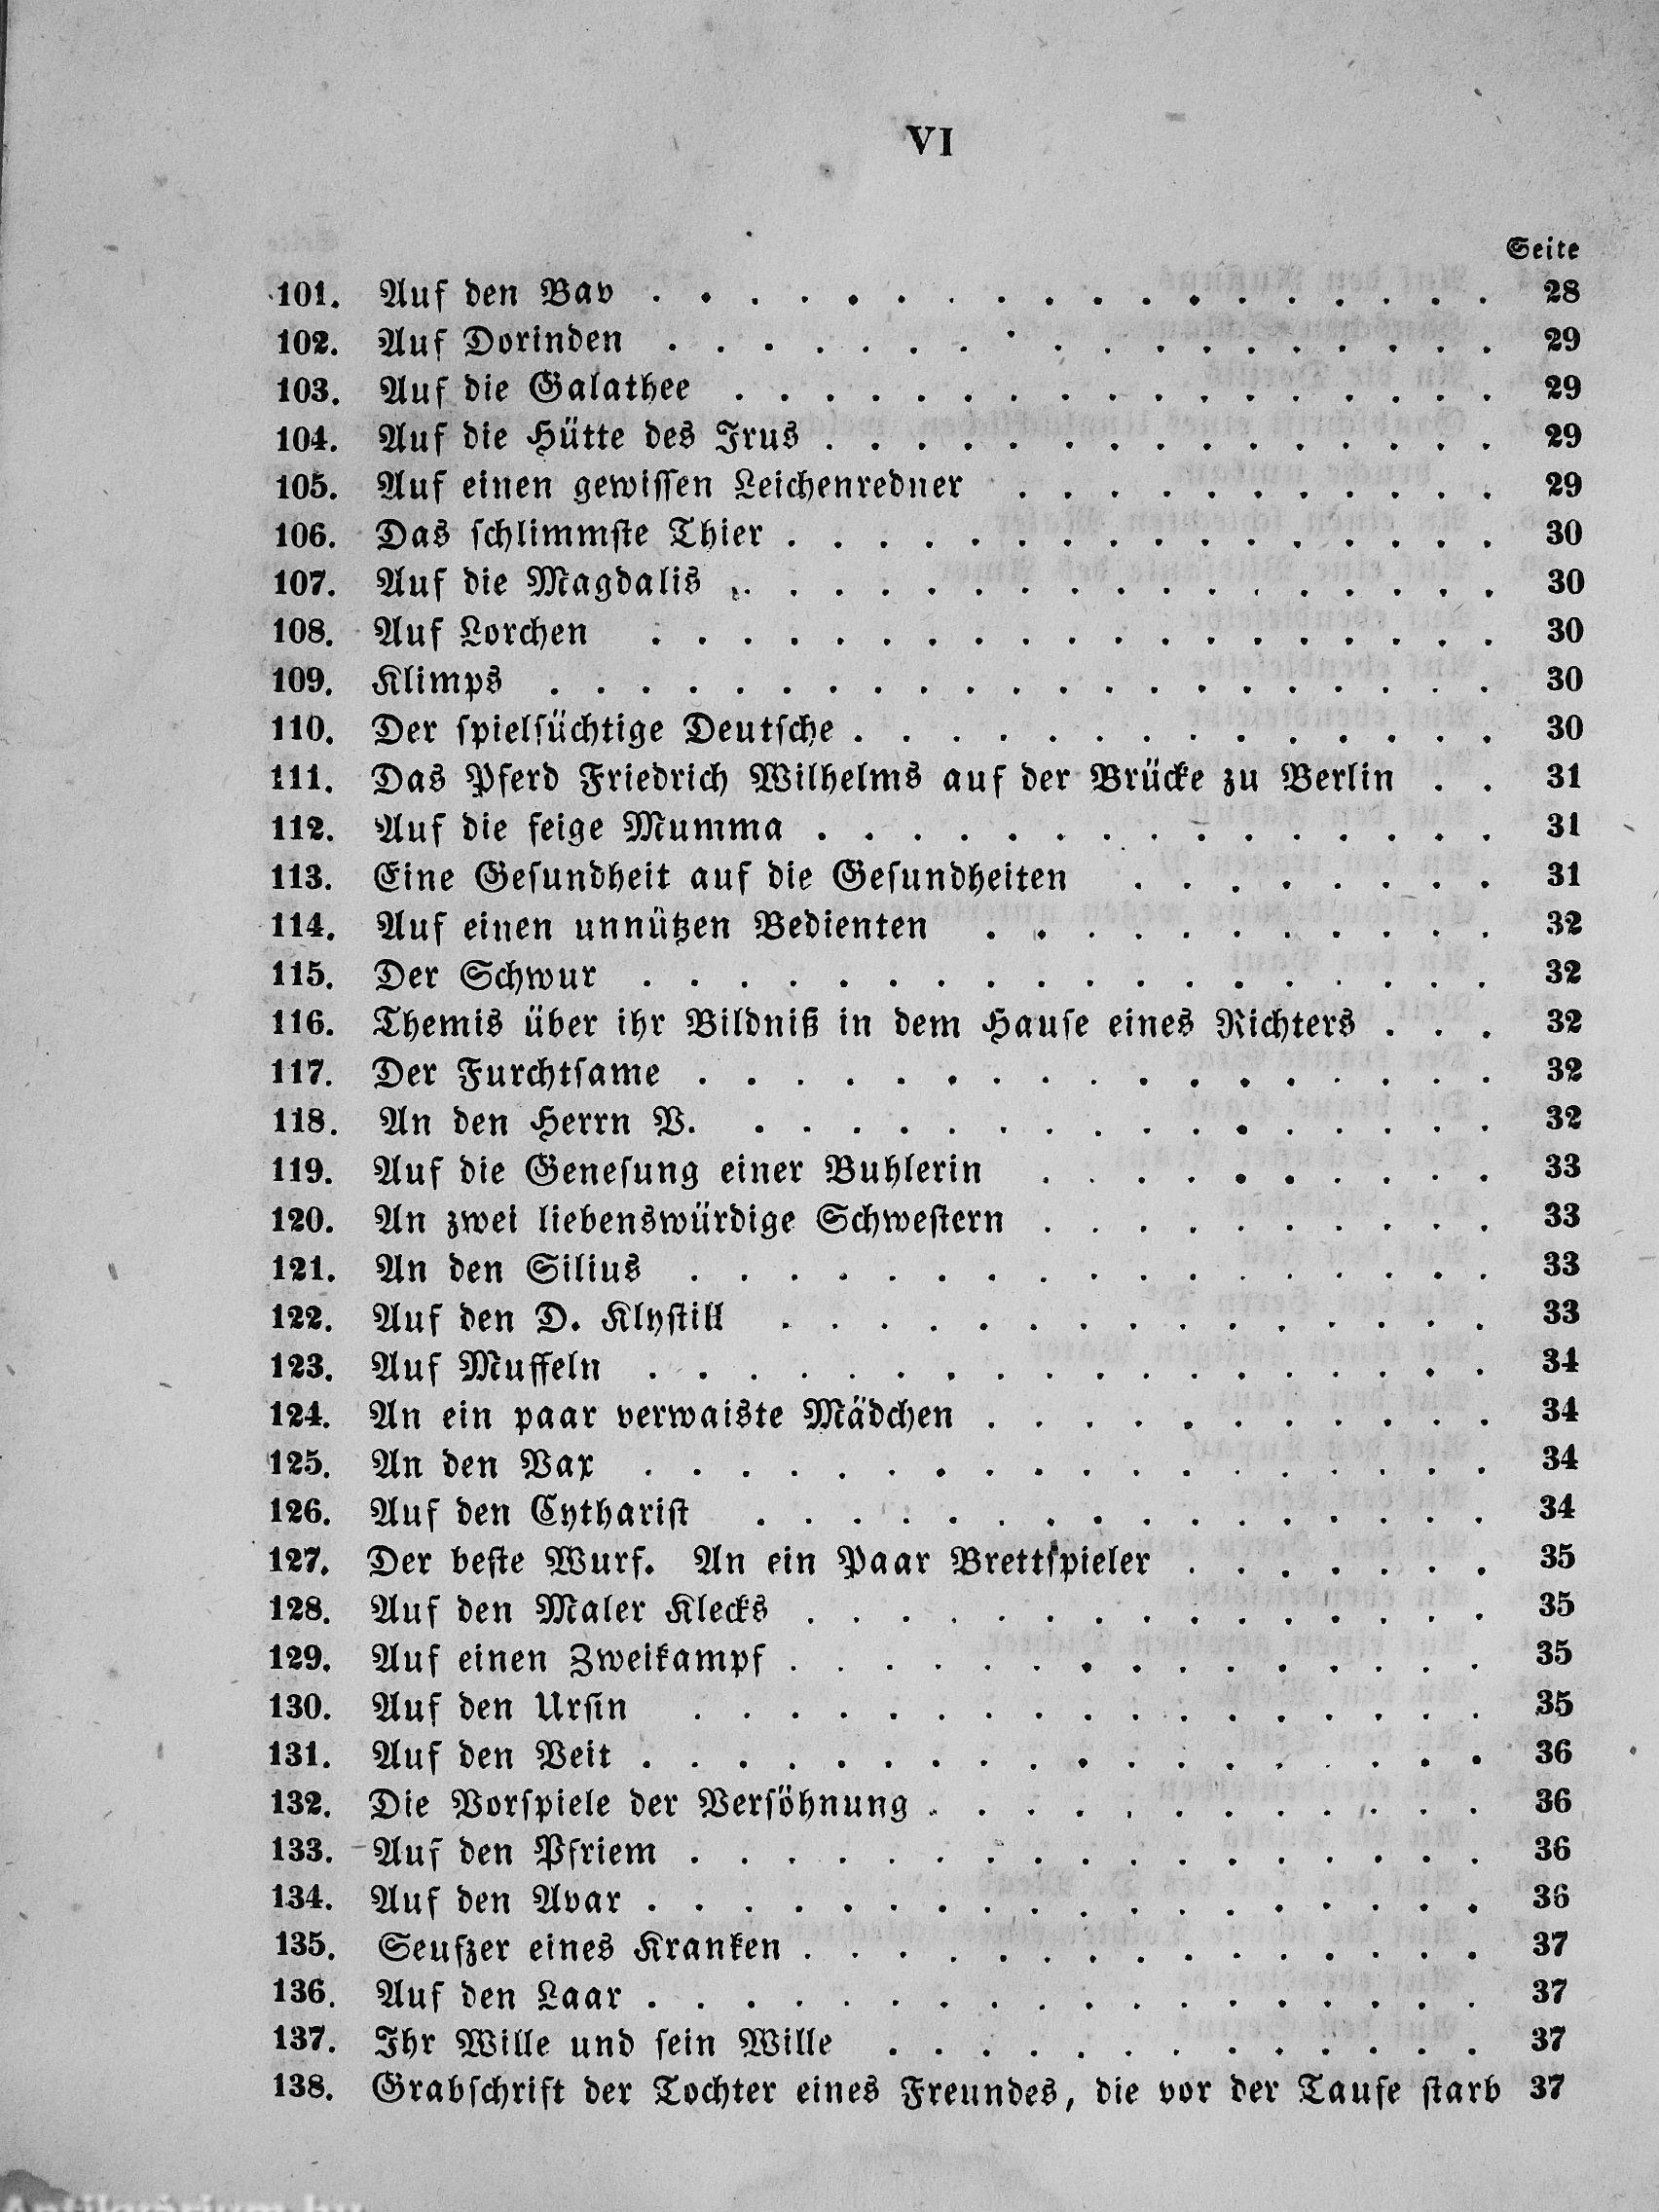 VI
Seite
101. Auf den Bav . . . . . . . . . . . . . . . . . . 28
102. Auf Dorinden . . . . . . . . . . . . . . . . . . 29
103. Auf die Galathee . . . . . . . . . . . . . . . . . 29
104. Auf die Hütte des Irus . . . . . . . . . . . . . . . 29
105. Auf einen gewiſſen Leichenredner . . . . . . . . . . . 29
106. Das ſchlimmſte Thier . . . . . . . . . . . . . . . . 30
107. Auf die Magdalis . . . . . . . . . . . . . . . . . 30
108. Auf Lorchen . . . . . . . . . . . . . . . . . . 30
109. Klimps . . . . . . . . . . . . . . . . . . . . . 30
110. Der ſpielſüchtige Deutſche . . . . . . . . . . . . . . 30
111. Das Pferd Friedrich Wilhelms auf der Brücke zu Berlin . . 31
112. Auf die feige Mumma . . . . . . . . . . . . . . . 31
113. Eine Geſundheit auf die Geſundheiten . . . . . . . . 31
114. Auf einen unnützen Bedienten . . . . . . . . . . . 32
115. Der Schwur . . . . . . . . . . . . . . . . . . 32
116. Themis über ihr Bildniß in dem Hauſe eines Richters . . . 32
117. Der Furchtſame . . . . . . . . . . . . . . . . . 32
118. An den Herrn V. . . . . . . . . . . . . . . . . 32
119. Auf die Geneſung einer Buhlerin . . . . . . . . . . 33
120. An zwei liebenswürdige Schweſtern . . . . . . . . . . 33
121. An den Silius . . . . . . . . . . . . . . . . . 33
122. Auf den D. Klyſtill . . . . . . . . . . . . . . . 33
123. Auf Muffeln . . . . . . . . . . . . . . . . . . 34
124. An ein paar verwaiste Mädchen . . . . . . . . . . . 34
125. An den Vax . . . . . . . . . . . . . . . . . . 34
126. Auf den Cythariſt . . . . . . . . . . . . . . . . 34
127. Der beſte Wurf. An ein Paar Brettſpieler . . . . . . . 35
128. Auf den Maler Klecks . . . . . . . . . . . . . . . 35
129. Auf einen Zweikampf . . . . . . . . . . . . . . . 35
130. Auf den Urſin . . . . . . . . . . . . . . . . . 35
131. Auf den Veit . . . . . . . . . . . . . . . . . . 36
132. Die Vorſpiele der Verſöhnung . . . . . . . . . . . . 36
133. Auf den Pfriem . . . . . . . . . . . . . . . . . 36
134. Auf den Avar . . . . . . . . . . . . . . . . . . 36
135. Seufzer eines Kranken . . . . . . . . . . . . . . . 37
136. Auf den Laar . . . . . . . . . . . . . . . . . . 37
137. Ihr Wille und ſein Wille . . . . . . . . . . . . . 37
138. Grabſchrift der Tochter eines Freundes, die vor der Taufe ſtarb 37